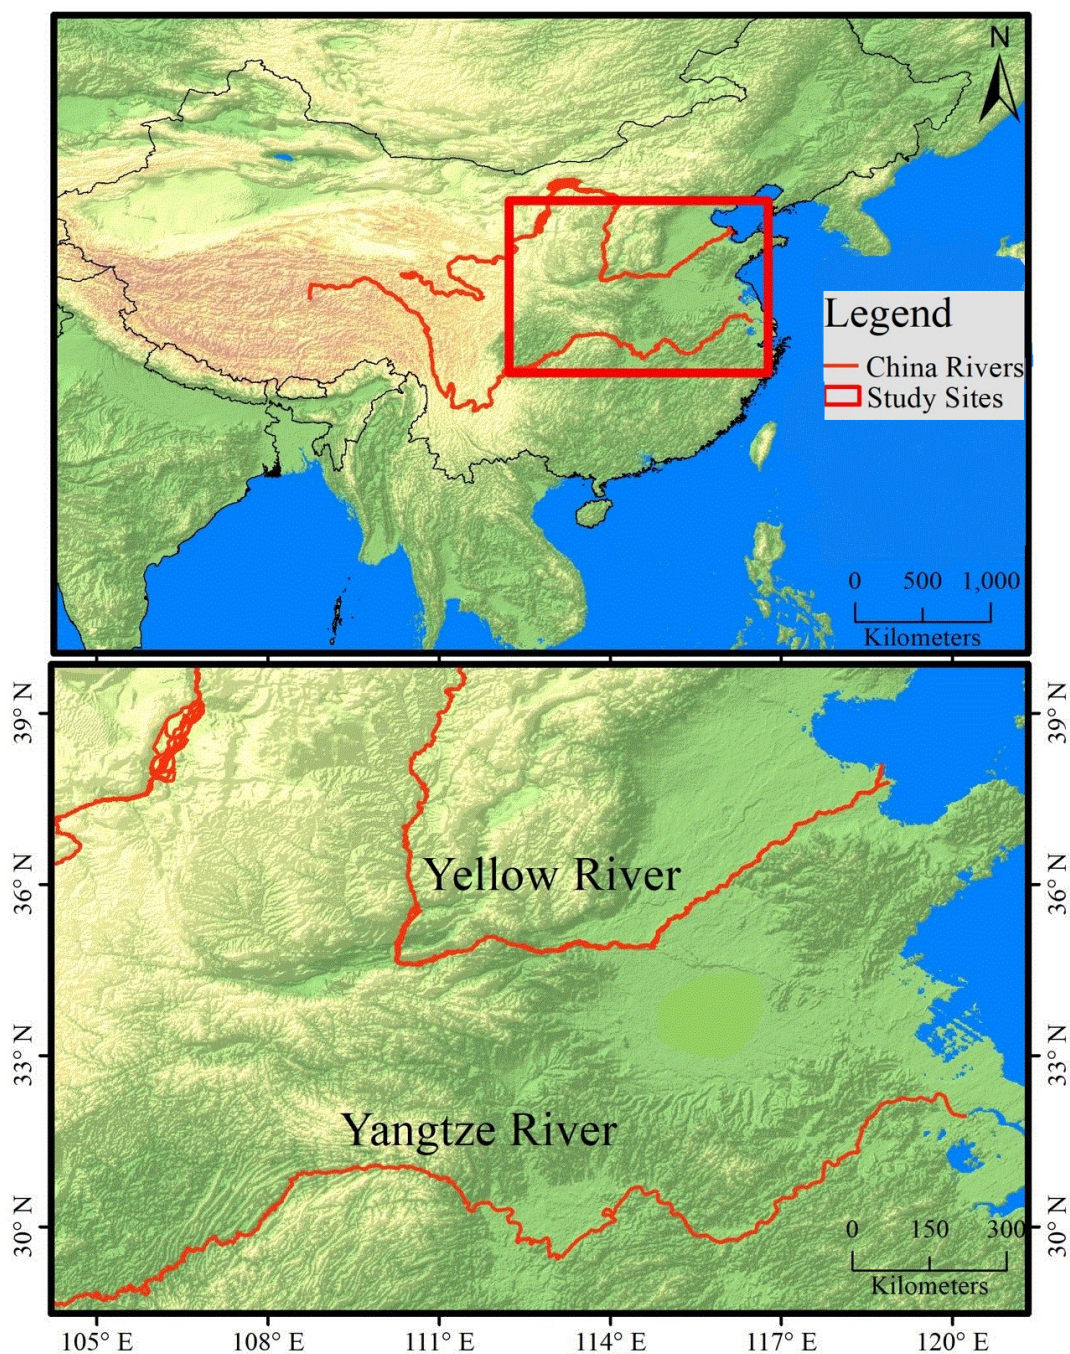 N
Legend
China Rivers
Study Sites
0 500 1,000
Kilometers
39° N 39° N
36° N 36° N
33° N 33° N
30° N 30° N
Yellow River
Yangtze River
0 150 300
Kilometers
105° E 108° E 111° E 114° E 117° E 120° E